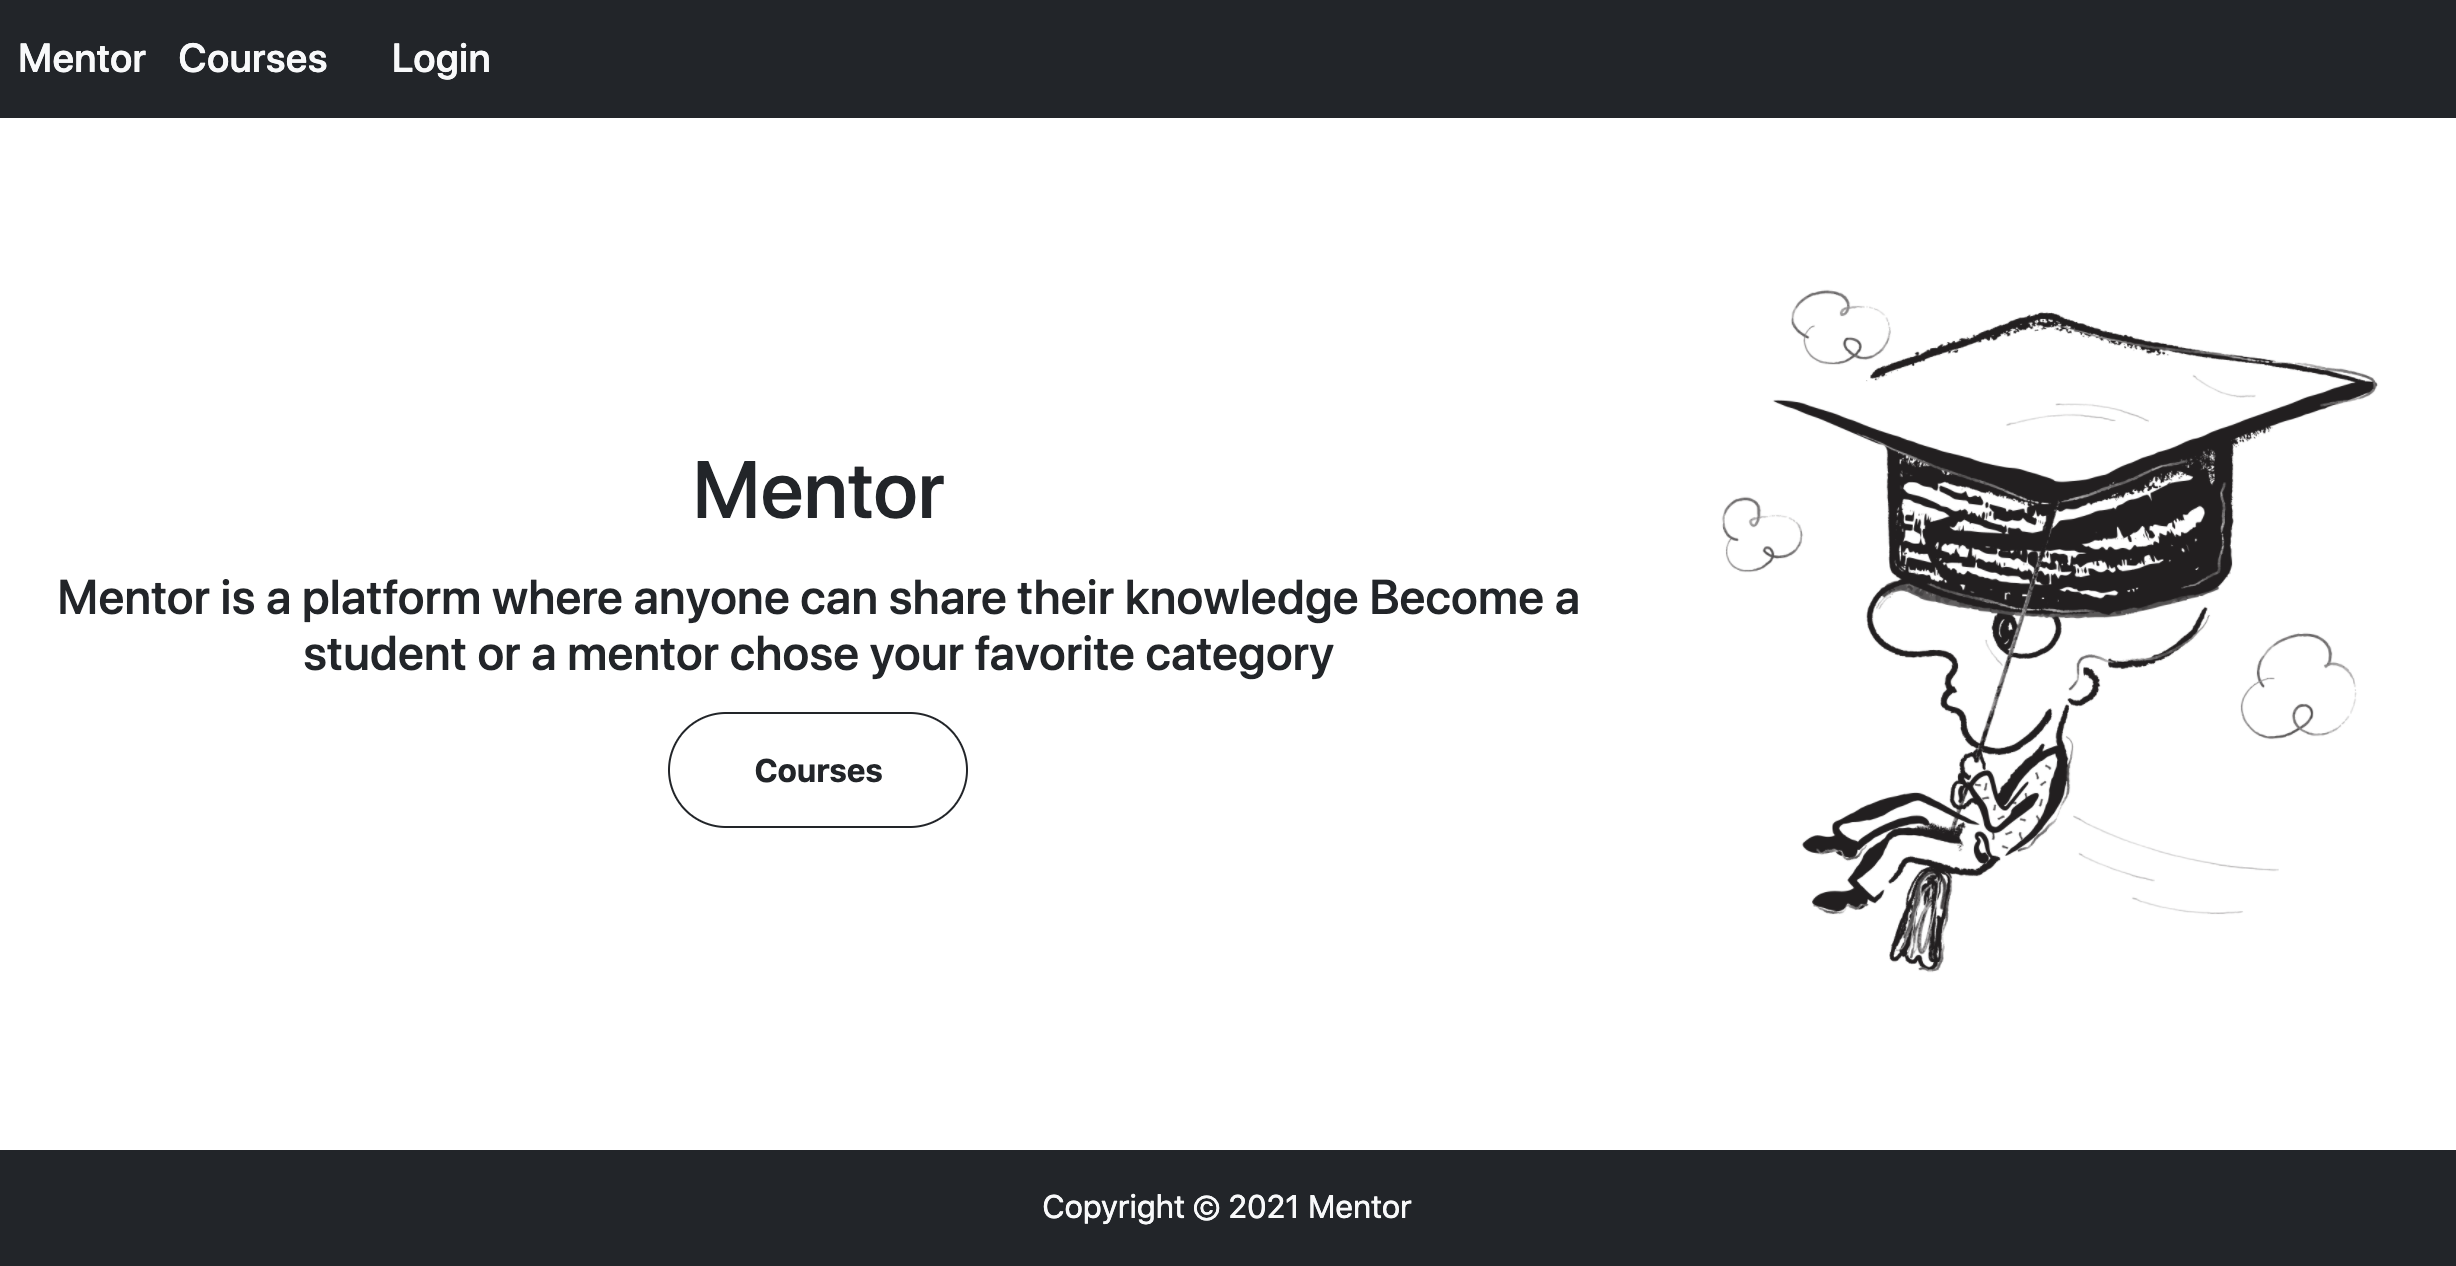 Mentor Courses Login
Mentor
Mentor is a platform where anyone can share their knowledge Become a
student or a mentor chose your favorite category
Courses
Copyright © 2021 Mentor